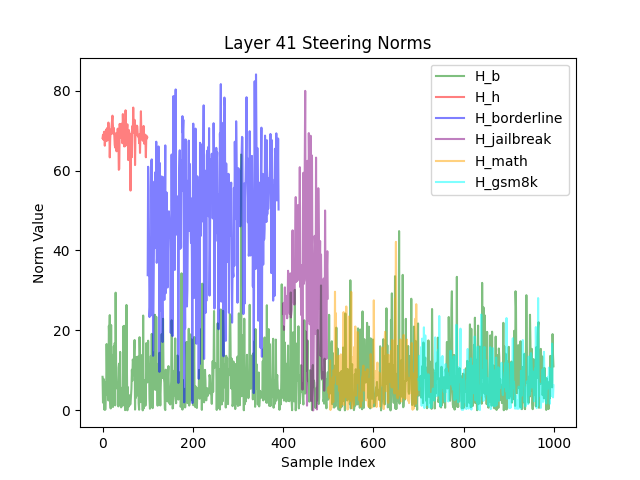 Layer 41 Steering Norms
H_b
H_h
H_borderline
H_jailbreak
H_math
H_gsm8k
Norm Value
80
60
40
20
0
0
200
400
600
800
1000
Sample Index